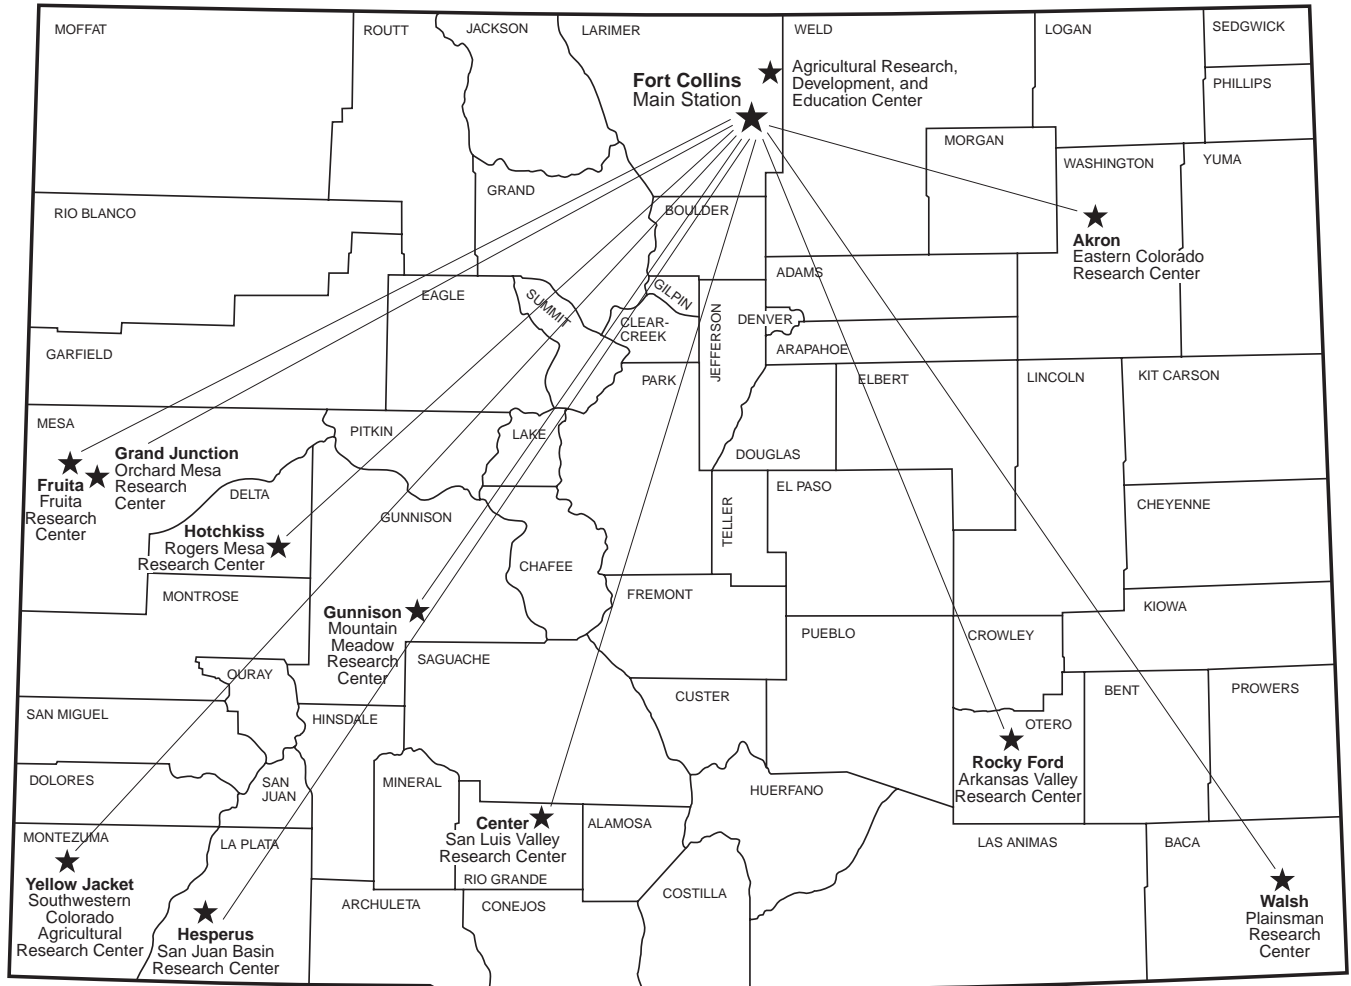 MOFFAT
ROUTT
JACKSON
LARIMER
WELD
LOGAN
SEDGWICK
PHILLIPS
Fort Collins
Main Station
Agricultural Research,
Development, and
Education Center
MORGAN
WASHINGTON
YUMA
GRAND
RIO BLANCO
BOULDER
Akron
Eastern Colorado
Research Center
ADAMS
EAGLE
SUMMIT
GILPIN
CLEAR-
CREEK
JEFFERSON
DENVER
ARAPAHOE
GARFIELD
PARK
ELBERT
LINCOLN
KIT CARSON
MESA
PITKIN
LAKE
DOUGLAS
Grand Junction
Orchard Mesa
Research
Center
Fruita
Fruita
Research
Center
DELTA
GUNNISON
EL PASO
TELLER
CHEYENNE
Hotchkiss
Rogers Mesa
Research Center
CHAFEE
MONTROSE
FREMONT
KIOWA
Gunnison
Mountain
Meadow
Research
Center
PUEBLO
CROWLEY
SAGUACHE
OURAY
CUSTER
BENT
PROWERS
SAN MIGUEL
HINSDALE
OTERO
Rocky Ford
Arkansas Valley
Research Center
DOLORES
SAN
JUAN
MINERAL
HUERFANO
Center
San Luis Valley
Research Center
ALAMOSA
MONTEZUMA
LA PLATA
LAS ANIMAS
BACA
RIO GRANDE
COSTILLA
Yellow Jacket
Southwestern
Colorado
Agricultural
Research Center
ARCHULETA
CONEJOS
Walsh
Plainsman
Research
Center
Hesperus
San Juan Basin
Research Center